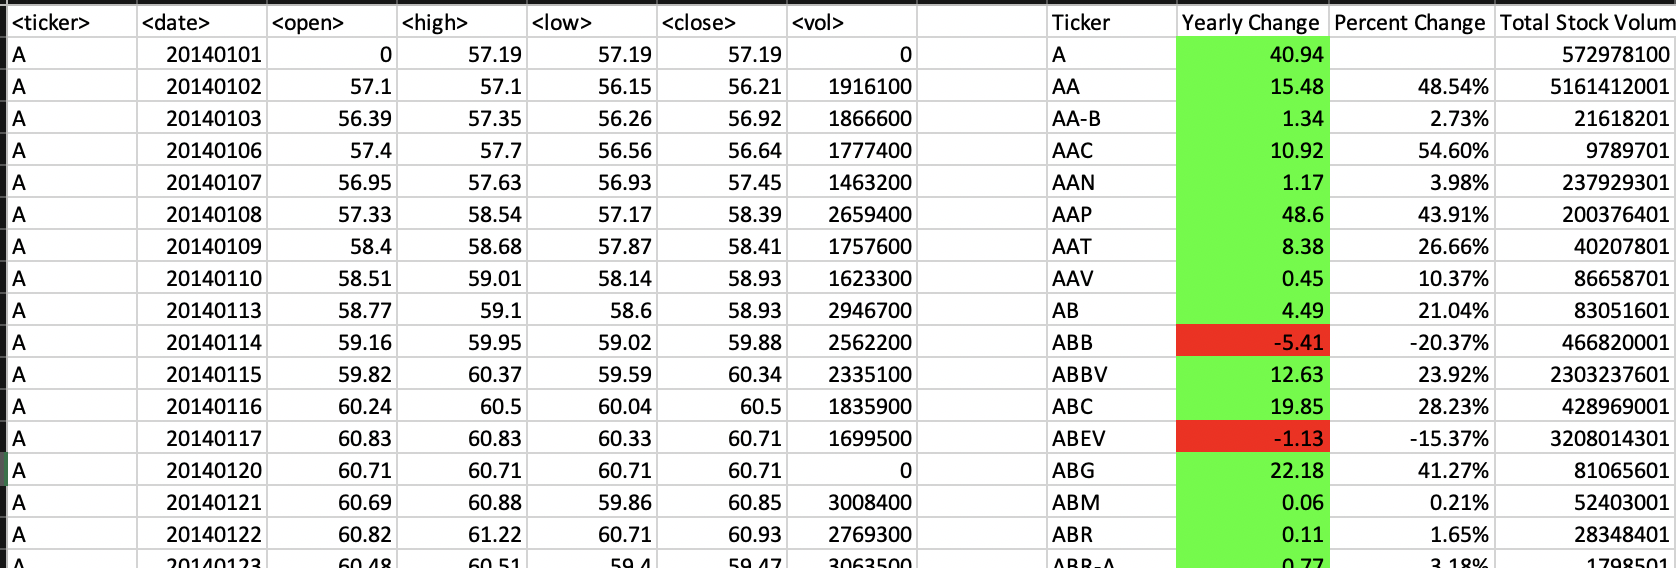 <ticker> <date> <open> <high> <low> <close> <vol> Ticker Yearly Change Percent Change Total Stock Volum
A 20140101 0 57.19 57.19 57.19 0 A 40.94 572978100
A 20140102 57.1 57.1 56.15 56.21 1916100 AA 15.48 48.54% 5161412001
A 20140103 56.39 57.35 56.26 56.92 1866600 AA-B 1.34 2.73% 21618201
A 20140106 57.4 57.7 56.56 56.64 1777400 AAC 10.92 54.60% 9789701
A 20140107 56.95 57.63 56.93 57.45 1463200 AAN 1.17 3.98% 237929301
A 20140108 57.33 58.54 57.17 58.39 2659400 AAP 48.6 43.91% 200376401
A 20140109 58.4 58.68 57.87 58.41 1757600 AAT 8.38 26.66% 40207801
A 20140110 58.51 59.01 58.14 58.93 1623300 AAV 0.45 10.37% 86658701
A 20140113 58.77 59.1 58.6 58.93 2946700 AB 4.49 21.04% 83051601
A 20140114 59.16 59.95 59.02 59.88 2562200 ABB -5.41 -20.37% 466820001
A 20140115 59.82 60.37 59.59 60.34 2335100 ABBV 12.63 23.92% 2303237601
A 20140116 60.24 60.5 60.04 60.5 1835900 ABC 19.85 28.23% 428969001
A 20140117 60.83 60.83 60.33 60.71 1699500 ABEV -1.13 -15.37% 3208014301
A 20140120 60.71 60.71 60.71 60.71 0 ABG 22.18 41.27% 81065601
A 20140121 60.69 60.88 59.86 60.85 3008400 ABM 0.06 0.21% 52403001
A 20140122 60.82 61.22 60.71 60.93 2769300 ABR 0.11 1.65% 28348401
A 20140123 60.48 60.51 59.4 59.47 3063500 ABR-A 0.77 3.18% 1798501